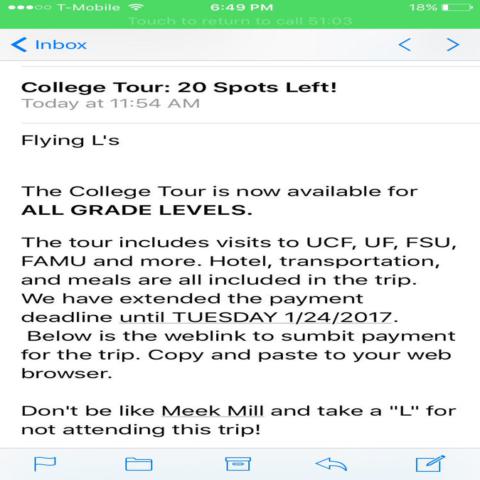 T-Mobile 6:49 PM 18%
Touch to return to call 51:03
Inbox
College Tour: 20 Spots Left!
Today at 11:54 AM
Flying L's
The College Tour is now available for
ALL GRADE LEVELS.
The tour includes visits to UCF, UF, FSU,
FAMU and more. Hotel, transportation,
and meals are all included in the trip.
We have extended the payment
deadline until TUESDAY 1/24/2017.
Below is the weblink to sumbit payment
for the trip. Copy and paste to your web
browser.
Don't be like Meek Mill and take a "L" for
not attending this trip!